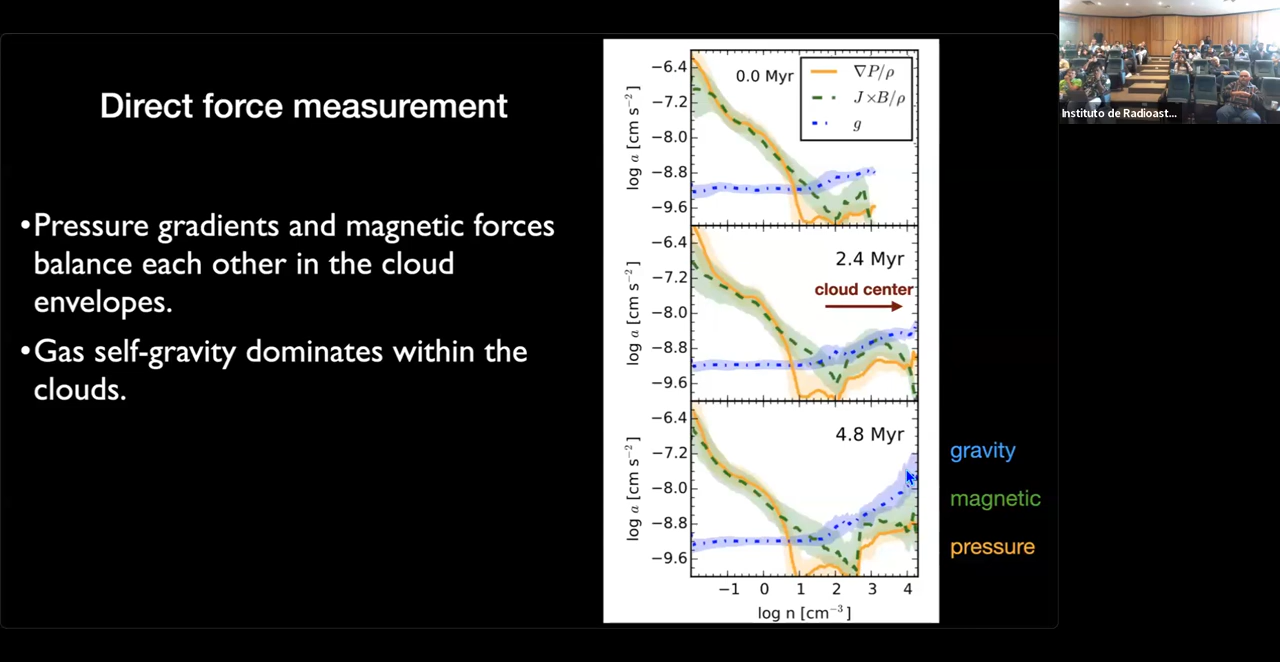 Direct force measurement
•Pressure gradients and magnetic forces
balance each other in the cloud
envelopes.
•Gas self-gravity dominates within the
clouds.
0.0 Myr
∇P/ρ
J×B/ρ
g
log a [cm s⁻²]
−6.4
−7.2
−8.0
−8.8
−9.6
2.4 Myr
cloud center
log a [cm s⁻²]
−6.4
−7.2
−8.0
−8.8
−9.6
4.8 Myr
log a [cm s⁻²]
−6.4
−7.2
−8.0
−8.8
−9.6
−1 0 1 2 3 4
log n [cm⁻³]
gravity
magnetic
pressure
Instituto de Radioast...